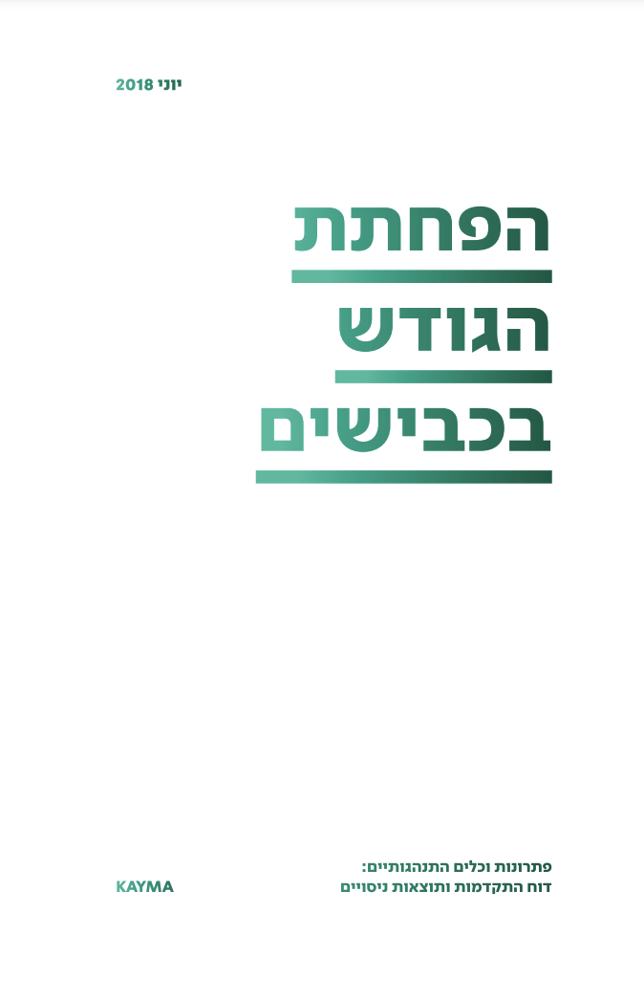 יוני 2018
הפחתת
הגודש
בכבישים
פתרונות וכלים התנהגותיים:
דוח התקדמות ותוצאות ניסויים
KAYMA